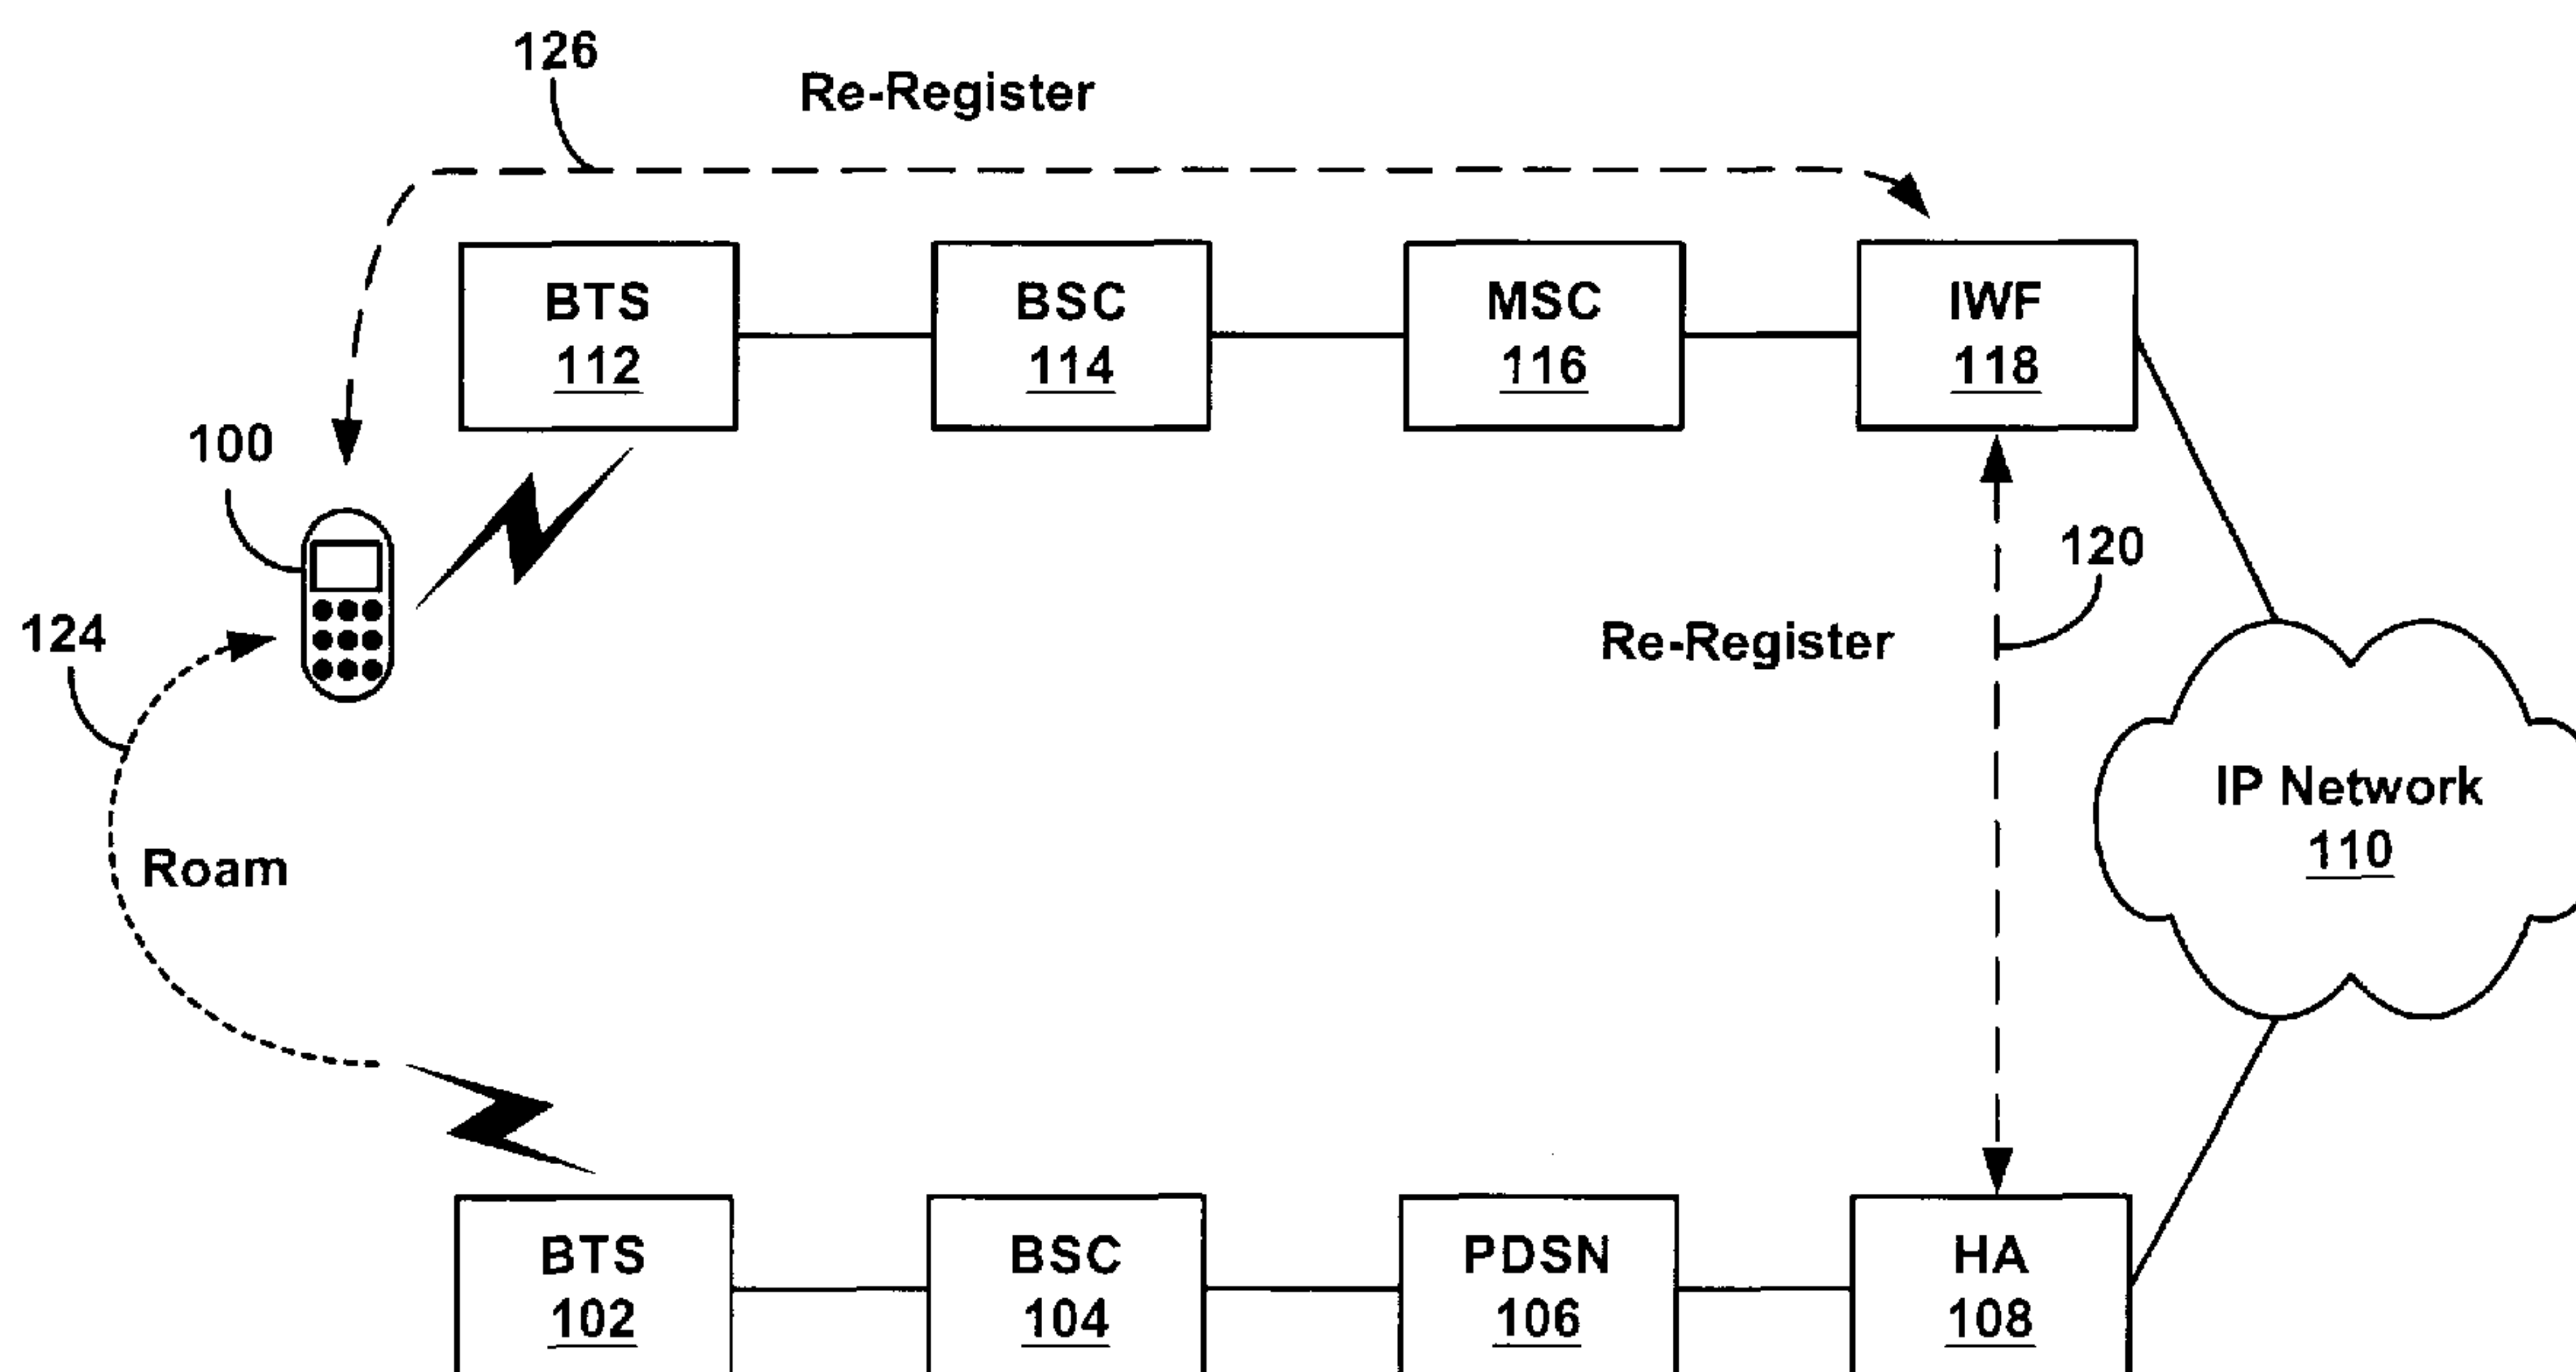 126
Re-Register
BTS
112
BSC
114
MSC
116
IWF
118
100
120
124
Re-Register
IP Network
110
Roam
BTS
102
BSC
104
PDSN
106
HA
108